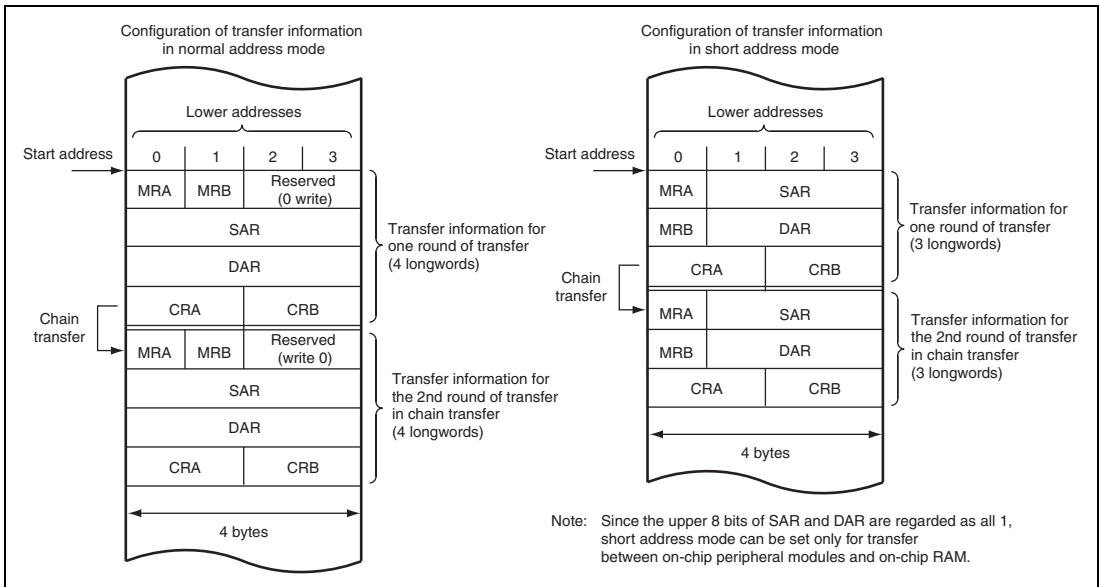 Configuration of transfer information
in normal address mode
Lower addresses
Start address
0 1 2 3
MRA MRB Reserved
(0 write)
SAR
DAR
CRA CRB
Transfer information for
one round of transfer
(4 longwords)
Chain
transfer
MRA MRB Reserved
(write 0)
SAR
DAR
CRA CRB
Transfer information for
the 2nd round of transfer
in chain transfer
(4 longwords)
4 bytes
Configuration of transfer information
in short address mode
Lower addresses
Start address
0 1 2 3
MRA SAR
MRB DAR
CRA CRB
Transfer information for
one round of transfer
(3 longwords)
Chain
transfer
MRA SAR
MRB DAR
CRA CRB
Transfer information for
the 2nd round of transfer
in chain transfer
(3 longwords)
4 bytes
Note: Since the upper 8 bits of SAR and DAR are regarded as all 1,
short address mode can be set only for transfer
between on-chip peripheral modules and on-chip RAM.